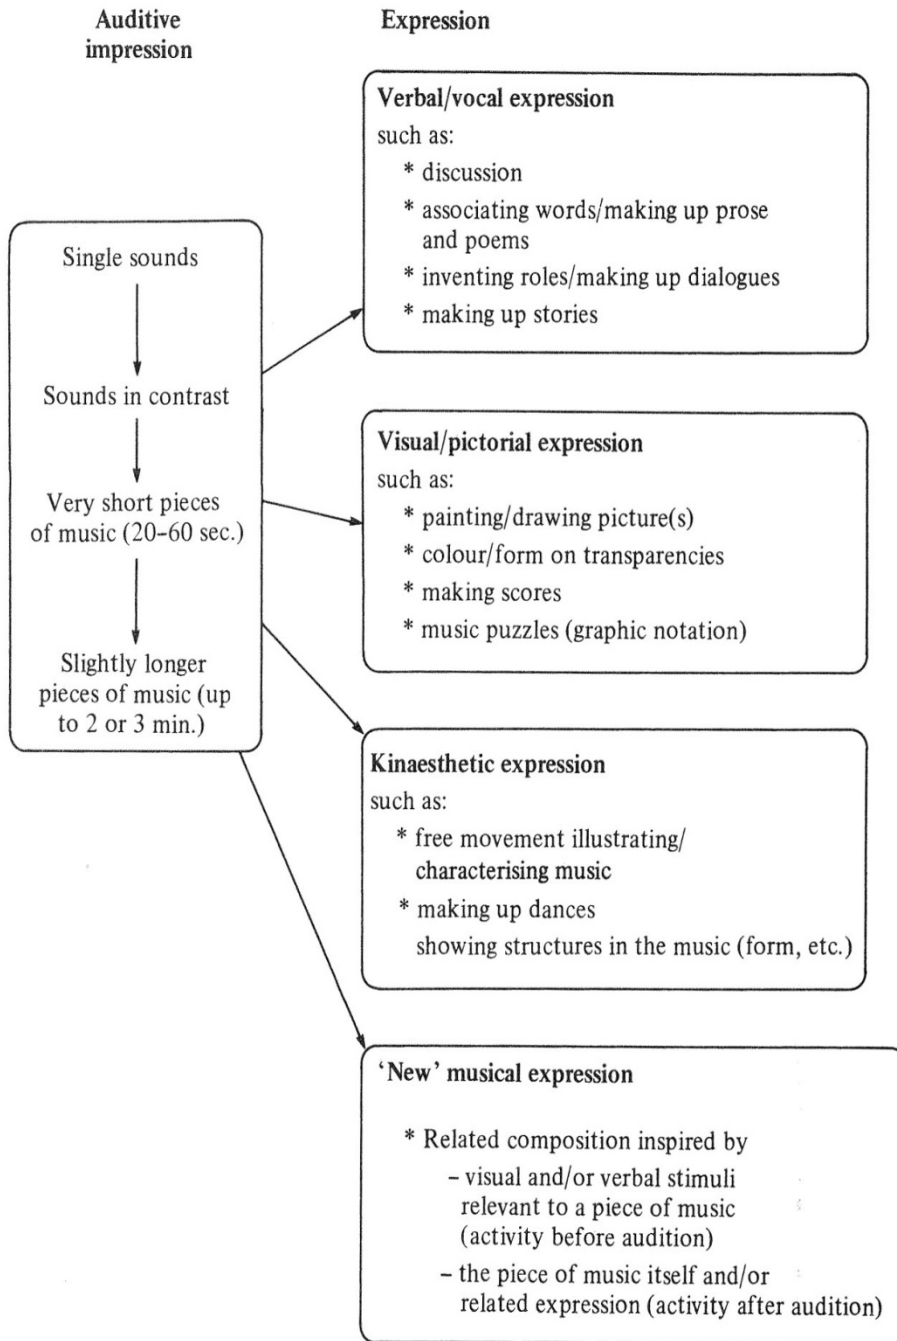 Auditive
impression
Expression
Single sounds
Sounds in contrast
Very short pieces
of music (20–60 sec.)
Slightly longer
pieces of music (up
to 2 or 3 min.)
Verbal/vocal expression
such as:
* discussion
* associating words/making up prose
and poems
* inventing roles/making up dialogues
* making up stories
Visual/pictorial expression
such as:
* painting/drawing picture(s)
* colour/form on transparencies
* making scores
* music puzzles (graphic notation)
Kinaesthetic expression
such as:
* free movement illustrating/
characterising music
* making up dances
showing structures in the music (form, etc.)
‘New’ musical expression
* Related composition inspired by
– visual and/or verbal stimuli
relevant to a piece of music
(activity before audition)
– the piece of music itself and/or
related expression (activity after audition)